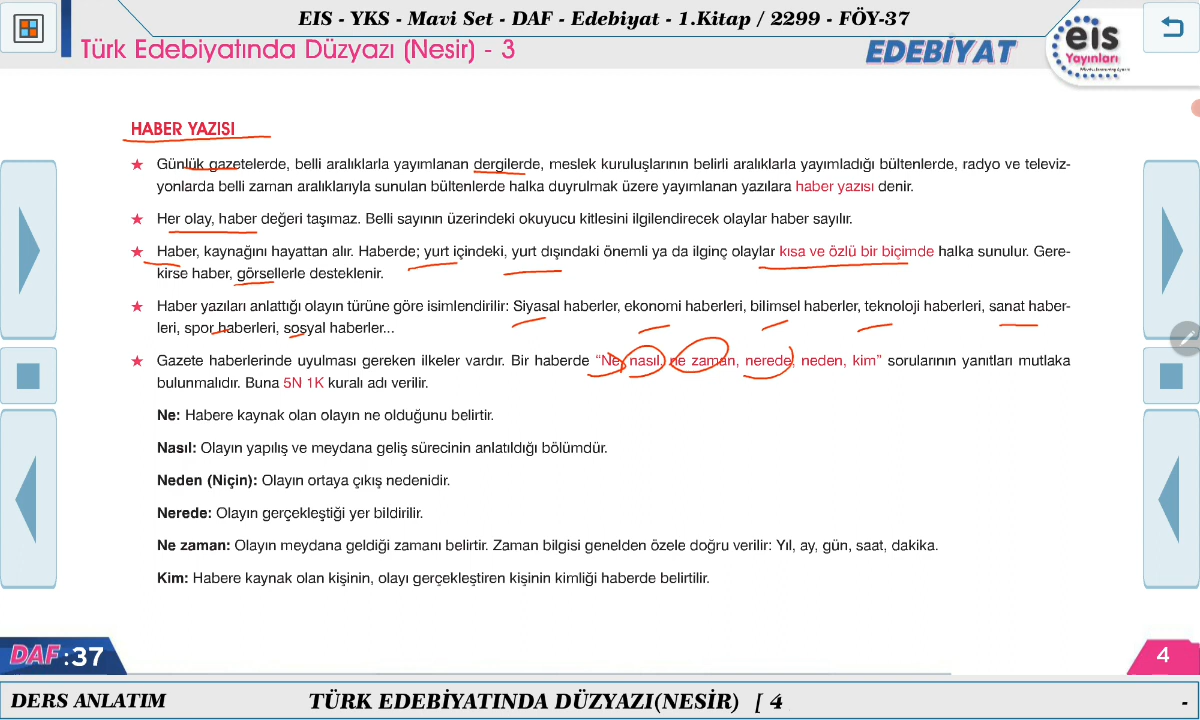 EIS - YKS - Mavi Set - DAF - Edebiyat - 1.Kitap / 2299 - FÖY-37
Türk Edebiyatında Düzyazı (Nesir) - 3
EDEBİYAT
eis
Yayınları
HABER YAZISI
★ Günlük gazetelerde, belli aralıklarla yayımlanan dergilerde, meslek kuruluşlarının belirli aralıklarla yayımladığı bültenlerde, radyo ve televiz-
yonlarda belli zaman aralıklarıyla sunulan bültenlerde halka duyrulmak üzere yayımlanan yazılara haber yazısı denir.
★ Her olay, haber değeri taşımaz. Belli sayının üzerindeki okuyucu kitlesini ilgilendirecek olaylar haber sayılır.
★ Haber, kaynağını hayattan alır. Haberde; yurt içindeki, yurt dışındaki önemli ya da ilginç olaylar kısa ve özlü bir biçimde halka sunulur. Gere-
kirse haber, görsellerle desteklenir.
★ Haber yazıları anlattığı olayın türüne göre isimlendirilir: Siyasal haberler, ekonomi haberleri, bilimsel haberler, teknoloji haberleri, sanat haber-
leri, spor haberleri, sosyal haberler...
★ Gazete haberlerinde uyulması gereken ilkeler vardır. Bir haberde “Ne, nasıl, ne zaman, nerede, neden, kim” sorularının yanıtları mutlaka
bulunmalıdır. Buna 5N 1K kuralı adı verilir.
Ne: Habere kaynak olan olayın ne olduğunu belirtir.
Nasıl: Olayın yapılış ve meydana geliş sürecinin anlatıldığı bölümdür.
Neden (Niçin): Olayın ortaya çıkış nedenidir.
Nerede: Olayın gerçekleştiği yer bildirilir.
Ne zaman: Olayın meydana geldiği zamanı belirtir. Zaman bilgisi genelden özele doğru verilir: Yıl, ay, gün, saat, dakika.
Kim: Habere kaynak olan kişinin, olayı gerçekleştiren kişinin kimliği haberde belirtilir.
DAF:37
4
DERS ANLATIM
TÜRK EDEBİYATINDA DÜZYAZI(NESİR) [ 4
-